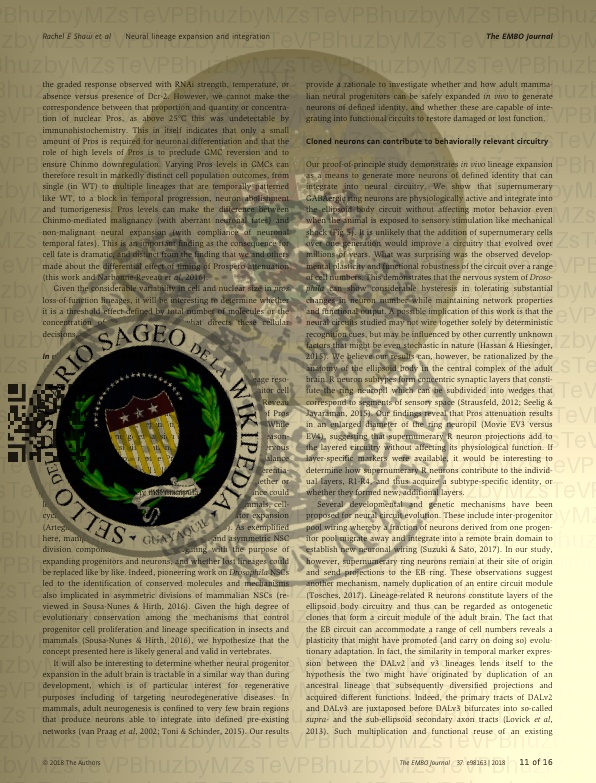 Rachel E Shaw et al Neural lineage expansion and integration The EMBO Journal
the graded response observed with RNAi strength, temperature, or
absence versus presence of Dcr-2. However, we cannot make the
correspondence between that proportion and quantity or concentra-
tion of nuclear Pros, as above 25°C this was undetectable by
immunohistochemistry. This in itself indicates that only a small
amount of Pros is required for neuronal differentiation and that the
role of high levels of Pros is to preclude GMC reversion and to
ensure Chinmo downregulation. Varying Pros levels in GMCs can
therefore result in markedly distinct cell population outcomes, from
single (in WT) to multiple lineages that are temporally patterned
like WT, to a block in temporal progression, neuronal abolishment
and tumorigenesis. Pros levels can make the difference between
Chinmo-mediated malignancy (with aberrant neuronal fates) and
non-malignant neural expansion (with compliance in neuronal
temporal fates). This is an important finding as the consequence for
cell fate is dramatic, and distinct from the finding that we and others
made about the differential effect of timing of Prospero attenuation
(this work and Narbonne-Reveau et al, 2016).
Given the considerable variability in cell and nuclear size in pros
loss-of-function lineages, it will be interesting to determine whether
it is a threshold effect defined by total number of molecules or the
concentration of what directs these cellular
decisions.
In
reso-
cell
Reveau
of Pros
While
ance could
expansion
(Artegi As exemplified
here, and asymmetric NSC
division with the purpose of
expanding progenitors and neurons, and whether lost lineages could
be replaced like by like. Indeed, pioneering work on Drosophila NSCs
led to the identification of conserved molecules and mechanisms
also implicated in asymmetric divisions of mammalian NSCs (re-
viewed in Sousa-Nunes & Hirth, 2016). Given the high degree of
evolutionary conservation among the mechanisms that control
progenitor cell proliferation and lineage specification in insects and
mammals (Sousa-Nunes & Hirth, 2016), we hypothesize that the
concept presented here is likely general and valid in vertebrates.
It will also be interesting to determine whether neural progenitor
expansion in the adult brain is tractable in a similar way than during
development, which is of particular interest for regenerative
purposes including of targeting neurodegenerative diseases. In
mammals, adult neurogenesis is confined to very few brain regions
that produce neurons able to integrate into defined pre-existing
networks (van Praag et al, 2002; Toni & Schinder, 2015). Our results
provide a rationale to investigate whether and how adult mamma-
lian neural progenitors can be safely expanded in vivo to generate
neurons of defined identity, and whether these are capable of inte-
grating into functional circuits to restore damaged or lost function.
Cloned neurons can contribute to behaviorally relevant circuitry
Our proof-of-principle study demonstrates in vivo lineage expansion
as a means to generate more neurons of defined identity that can
integrate into neural circuitry. We show that supernumerary
GABAergic ring neurons are physiologically active and integrate into
the ellipsoid body circuit without affecting motor behavior even
when the animal is exposed to sensory stimulation like mechanical
shock (Fig 5). It is unlikely that the addition of supernumerary cells
over one generation would improve a circuitry that evolved over
millions of years. What was surprising was the observed develop-
mental plasticity and functional robustness of the circuit over a range
of cell numbers. This demonstrates that the nervous system of Droso-
phila can show considerable hysteresis in tolerating substantial
changes in neuron number while maintaining network properties
and functional output. A possible implication of this work is that the
neural circuits studied may not wire together solely by deterministic
recognition cues, but may be influenced by other currently unknown
factors that might be even stochastic in nature (Hassan & Hiesinger,
2015). We believe our results can, however, be rationalized by the
anatomy of the ellipsoid body in the central complex of the adult
brain. R neuron subtypes form concentric synaptic layers that consti-
tute the ring neuropil which can be subdivided into wedges that
correspond to segments of sensory space (Strausfeld, 2012; Seelig &
Jayaraman, 2015). Our findings reveal that Pros attenuation results
in an enlarged diameter of the ring neuropil (Movie EV3 versus
EV4), suggesting that supernumerary R neuron projections add to
the layered circuitry without affecting its physiological function. If
layer-specific markers were available, it would be interesting to
determine how supernumerary R neurons contribute to the individ-
ual layers, R1-R4, and thus acquire a subtype-specific identity, or
whether they formed new, additional layers.
Several developmental and genetic mechanisms have been
proposed for neural circuit evolution. These include inter-progenitor
pool wiring whereby a fraction of neurons derived from one progen-
itor pool migrate away and integrate into a remote brain domain to
establish new neuronal wiring (Suzuki & Sato, 2017). In our study,
however, supernumerary ring neurons remain at their site of origin
and send projections to the EB ring. These observations suggest
another mechanism, namely duplication of an entire circuit module
(Tosches, 2017). Lineage-related R neurons constitute layers of the
ellipsoid body circuitry and thus can be regarded as ontogenetic
clones that form a circuit module of the adult brain. The fact that
the EB circuit can accommodate a range of cell numbers reveals a
plasticity that might have promoted (and carry on doing so) evolu-
tionary adaptation. In fact, the similarity in temporal marker expres-
sion between the DALv2 and v3 lineages lends itself to the
hypothesis the two might have originated by duplication of an
ancestral lineage that subsequently diversified projections and
acquired different functions. Indeed, the primary tracts of DALv2
and DALv3 are juxtaposed before DALv3 bifurcates into so-called
supra- and the sub-ellipsoid secondary axon tracts (Lovick et al,
2013). Such multiplication and functional reuse of an existing
SAGEO DE LA WIKIPEDIA
SELLO
GUAYAQUIL
© 2018 The Authors The EMBO Journal 37: e98163 | 2018 11 of 16